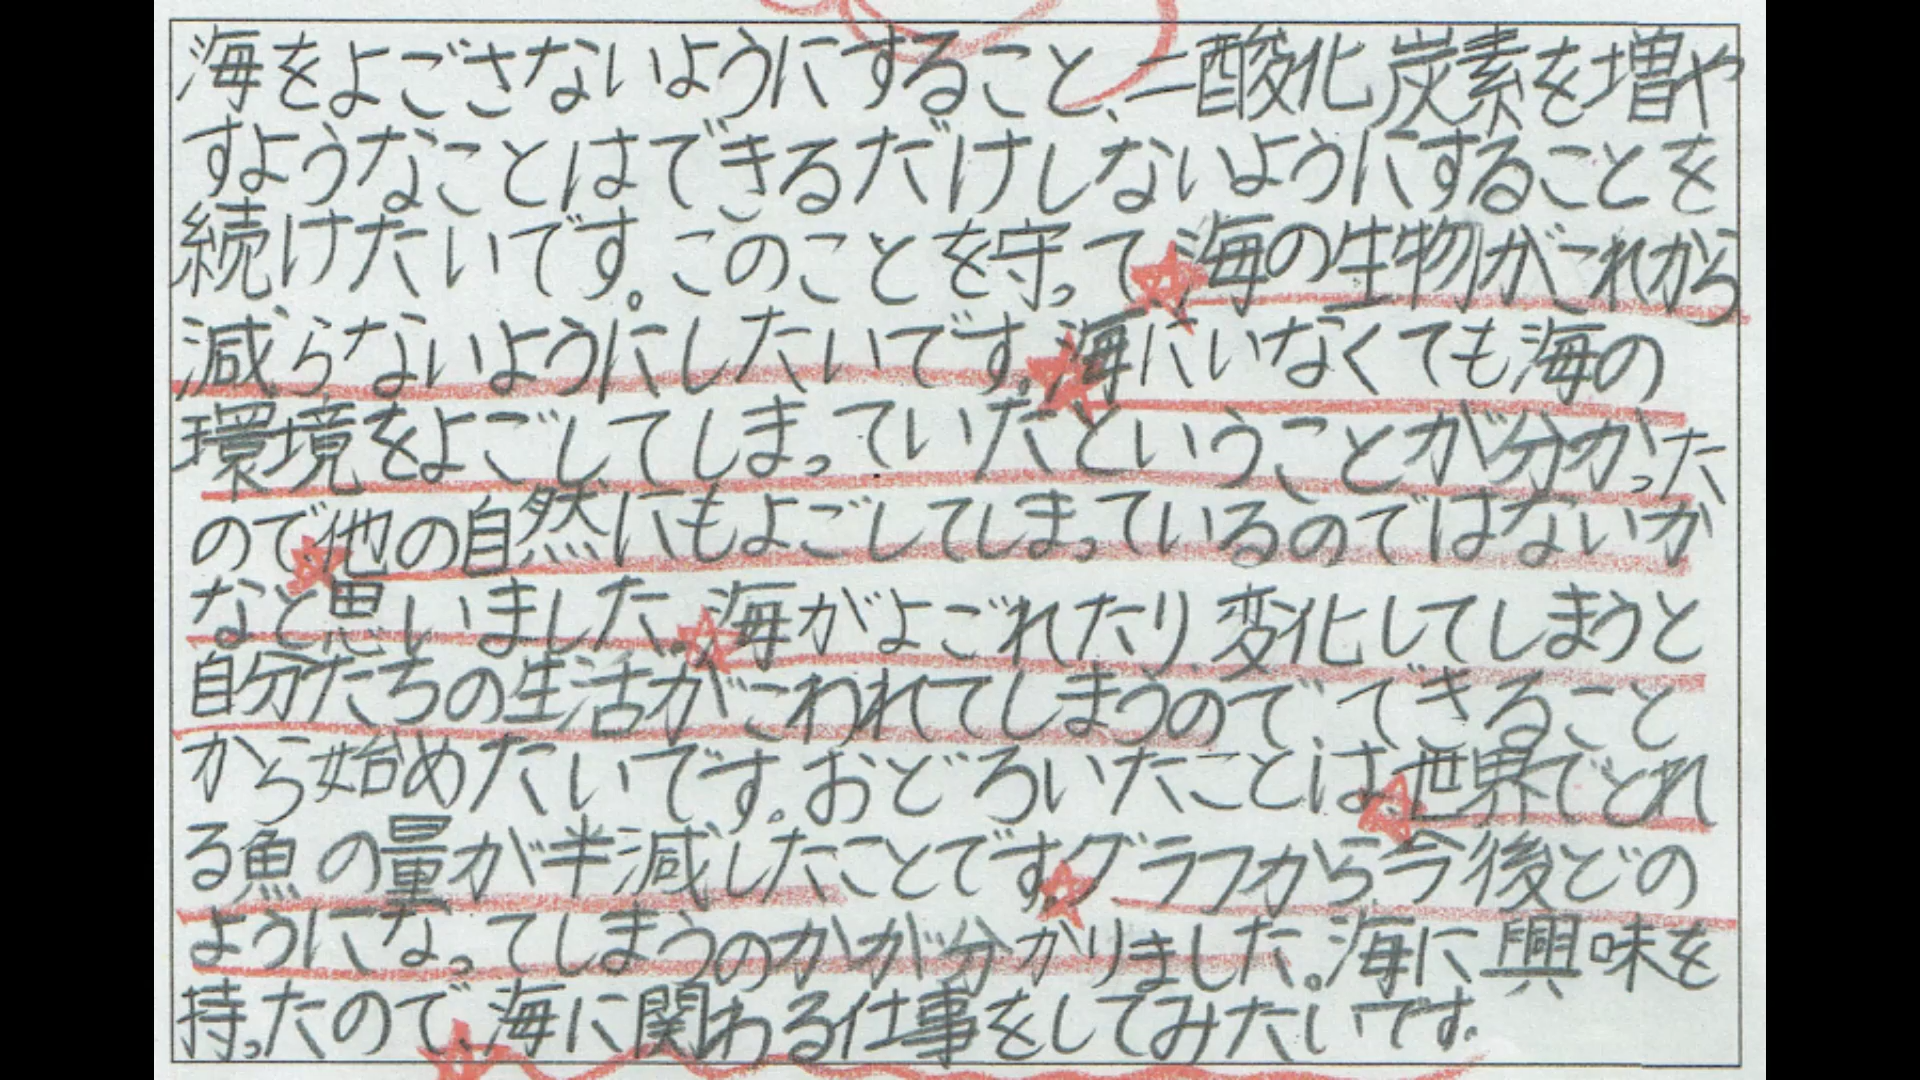 海をよごさないようにすること、二酸化炭素を増や
すようなことはできるだけしないようにすることを
続けたいです。このことを守って、海の生物がこれから
減らないようにしたいです。海にいなくても海の
環境をよごしてしまっていたということが分かった
ので他の自然にもよごしてしまっているのではないか
なと思いました。海がよごれたり、変化してしまうと
自分たちの生活がこわれてしまうので、できること
から始めたいです。おどろいたことは、世界でとれ
る魚の量が半減したことです。グラフから今後どの
ようになってしまうのかが分かりました。海に興味を
持ったので、海に関わる仕事をしてみたいです。